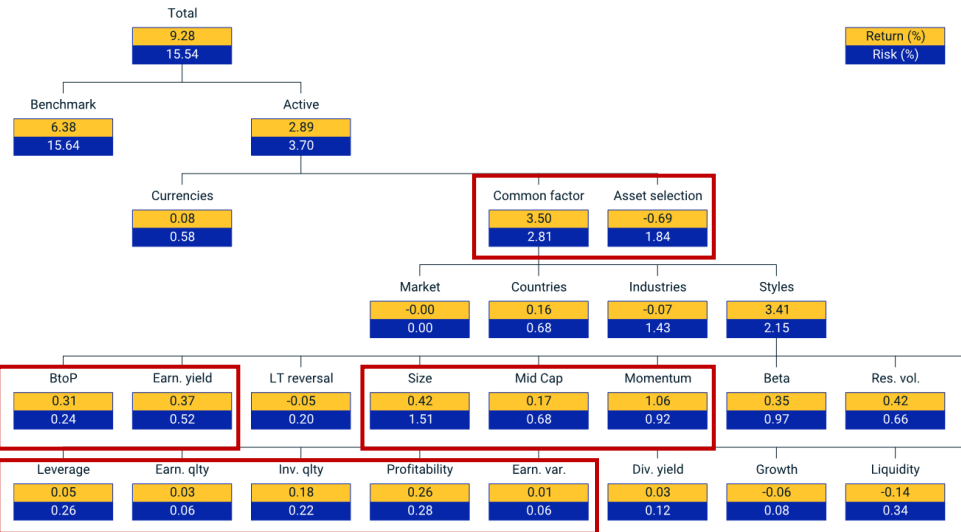 Total
9.28
15.54
Return (%)
Risk (%)
Benchmark
6.38
15.64
Active
2.89
3.70
Currencies
0.08
0.58
Common factor
3.50
2.81
Asset selection
-0.69
1.84
Market
-0.00
0.00
Countries
0.16
0.68
Industries
-0.07
1.43
Styles
3.41
2.15
BtoP
0.31
0.24
Earn. yield
0.37
0.52
LT reversal
-0.05
0.20
Size
0.42
1.51
Mid Cap
0.17
0.68
Momentum
1.06
0.92
Beta
0.35
0.97
Res. vol.
0.42
0.66
Leverage
0.05
0.26
Earn. qlty
0.03
0.06
Inv. qlty
0.18
0.22
Profitability
0.26
0.28
Earn. var.
0.01
0.06
Div. yield
0.03
0.12
Growth
-0.06
0.08
Liquidity
-0.14
0.34